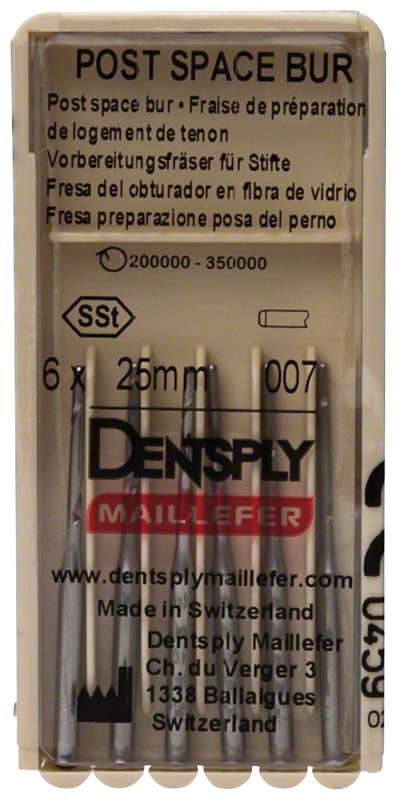 POST SPACE BUR
Post space bur • Fraise de préparation
de logement de tenon
Vorbereitungsfräser für Stifte
Fresa del obturador en fibra de vidrio
Fresa preparazione posa del perno
200000 - 350000
SSt
6 x 25mm 007
DENTSPLY
MAILLEFER
www.dentsplymaillefer.com
Made in Switzerland
Dentsply Maillefer
Ch. du Verger 3
1338 Ballaigues
Switzerland
0459